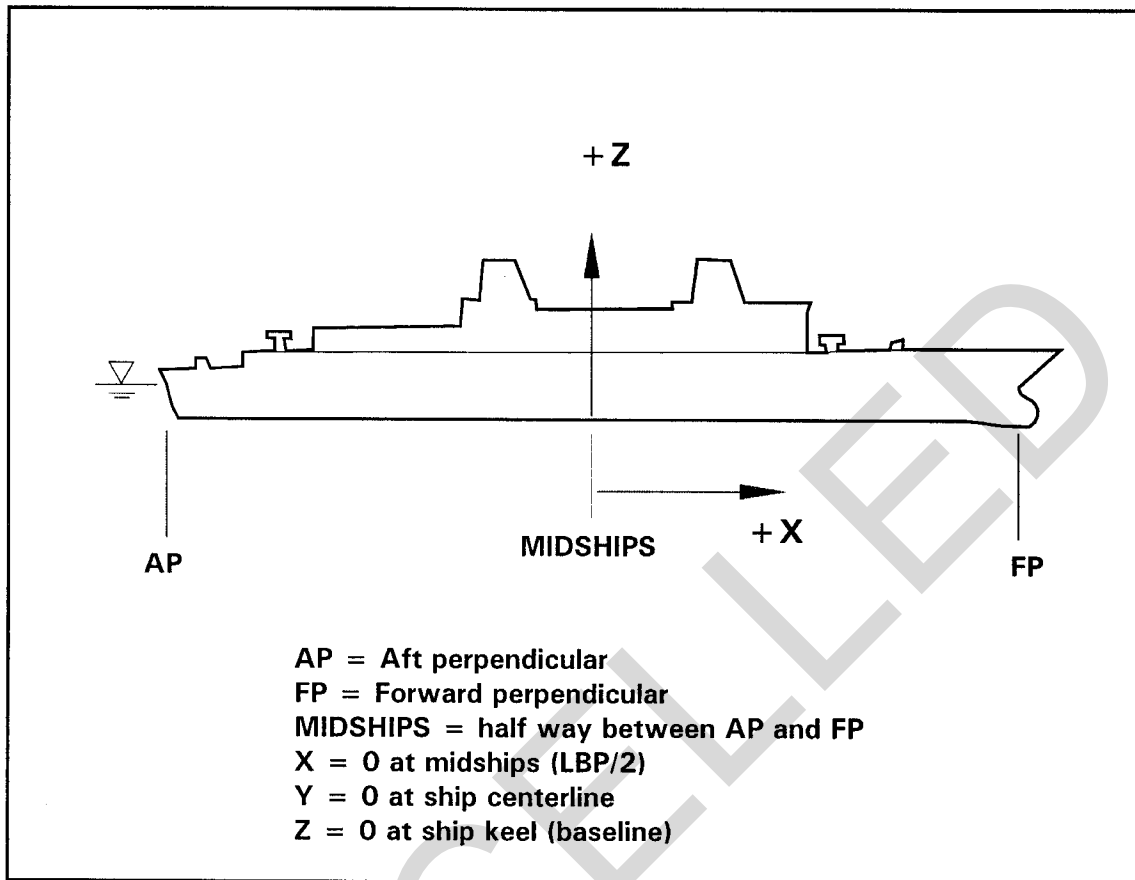 + Z
+ X
MIDSHIPS
AP
FP
AP = Aft perpendicular
FP = Forward perpendicular
MIDSHIPS = half way between AP and FP
X = 0 at midships (LBP/2)
Y = 0 at ship centerline
Z = 0 at ship keel (baseline)
CELLED